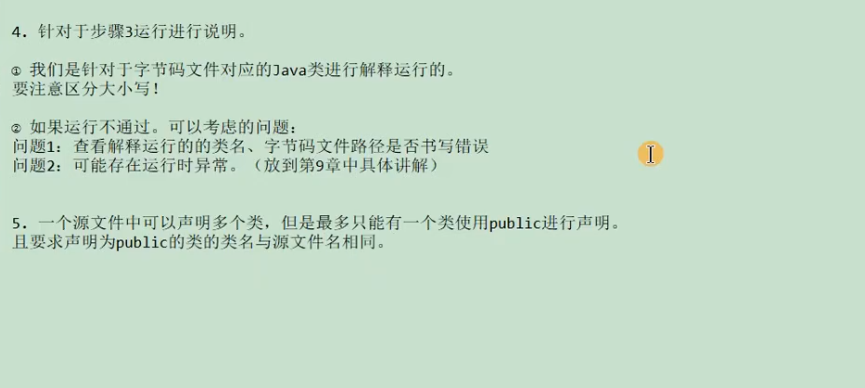 4. 针对于步骤3运行进行说明。
① 我们是针对于字节码文件对应的Java类进行解释运行的。
要注意区分大小写！
② 如果运行不通过。可以考虑的问题：
问题1：查看解释运行的的类名、字节码文件路径是否书写错误
问题2：可能存在运行时异常。（放到第9章中具体讲解）
5. 一个源文件中可以声明多个类，但是最多只能有一个类使用public进行声明。
且要求声明为public的类的类名与源文件名相同。